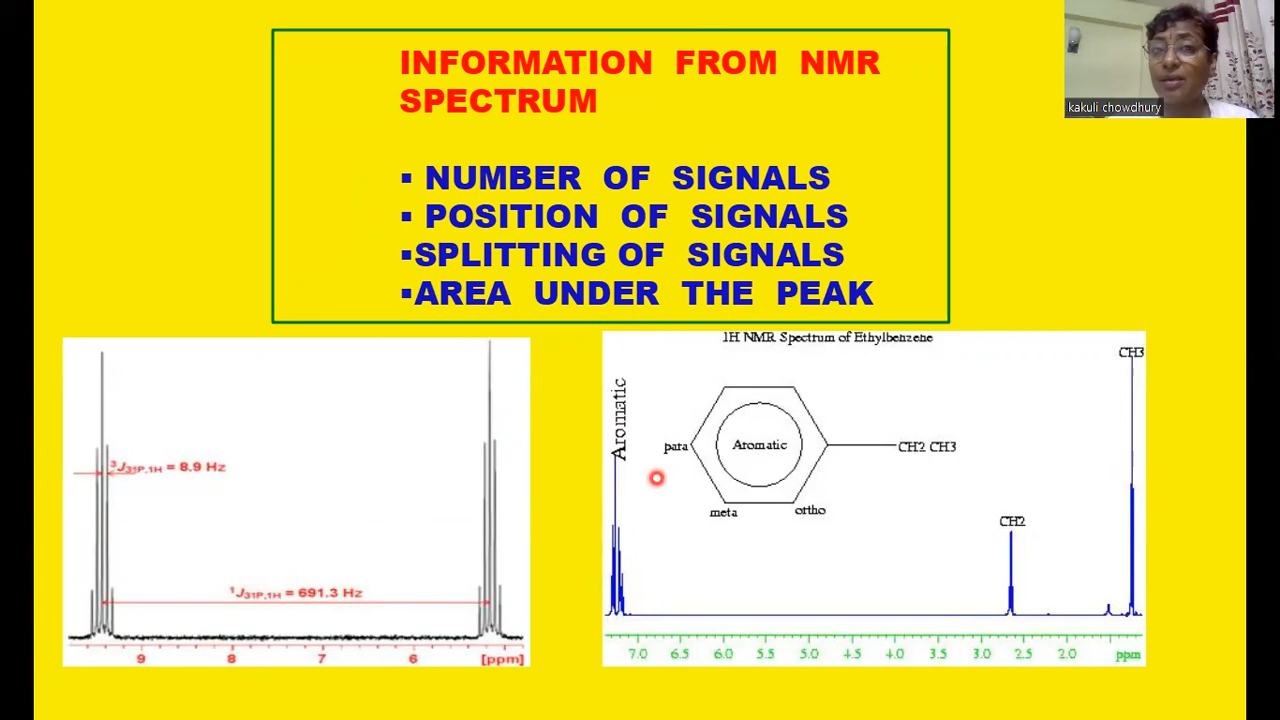 INFORMATION FROM NMR
SPECTRUM
▪ NUMBER OF SIGNALS
▪ POSITION OF SIGNALS
▪SPLITTING OF SIGNALS
▪AREA UNDER THE PEAK
kakuli chowdhury
³J31P,1H = 8.9 Hz
¹J31P,1H = 691.3 Hz
9 8 7 6 [ppm]
1H NMR Spectrum of Ethylbenzene
CH3
Aromatic
para
Aromatic
CH2 CH3
meta
ortho
CH2
7.0 6.5 6.0 5.5 5.0 4.5 4.0 3.5 3.0 2.5 2.0 ppm